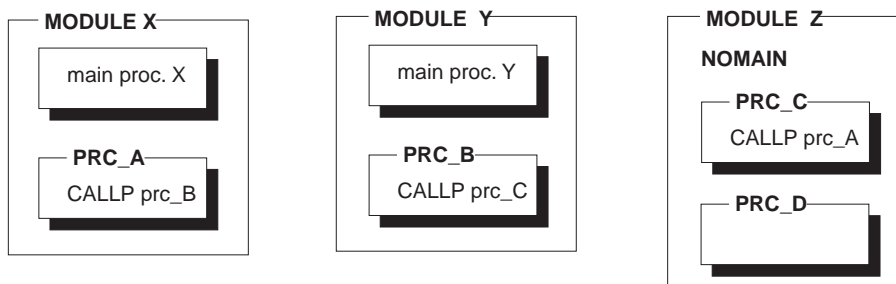 MODULE X
main proc. X
PRC_A
CALLP prc_B
MODULE Y
main proc. Y
PRC_B
CALLP prc_C
MODULE Z
NOMAIN
PRC_C
CALLP prc_A
PRC_D